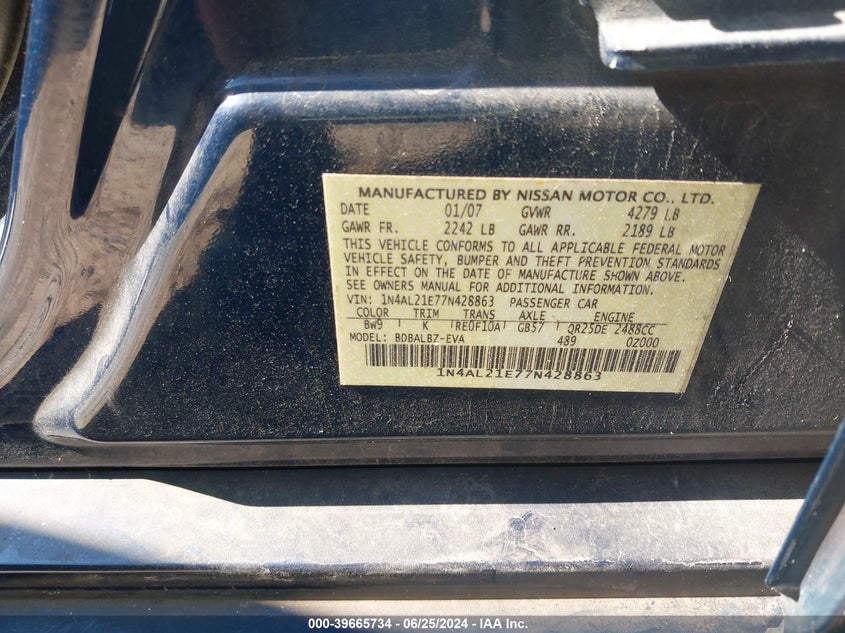 MANUFACTURED BY NISSAN MOTOR CO., LTD.
DATE 01/07 GVWR 4279 LB
GAWR FR. 2242 LB GAWR RR. 2189 LB
THIS VEHICLE CONFORMS TO ALL APPLICABLE FEDERAL MOTOR
VEHICLE SAFETY, BUMPER AND THEFT PREVENTION STANDARDS
IN EFFECT ON THE DATE OF MANUFACTURE SHOWN ABOVE.
SEE OWNERS MANUAL FOR ADDITIONAL INFORMATION.
VIN: 1N4AL21E77N428863 PASSENGER CAR
COLOR TRIM TRANS AXLE ENGINE
BW9 K RE0F10A GB57 QR25DE 2488CC
MODEL: BDBALBZ-EVA 489 0Z000
1N4AL21E77N428863
000-39665734 / 06/25/2024 / Copyright © 2024 IAA, Inc.